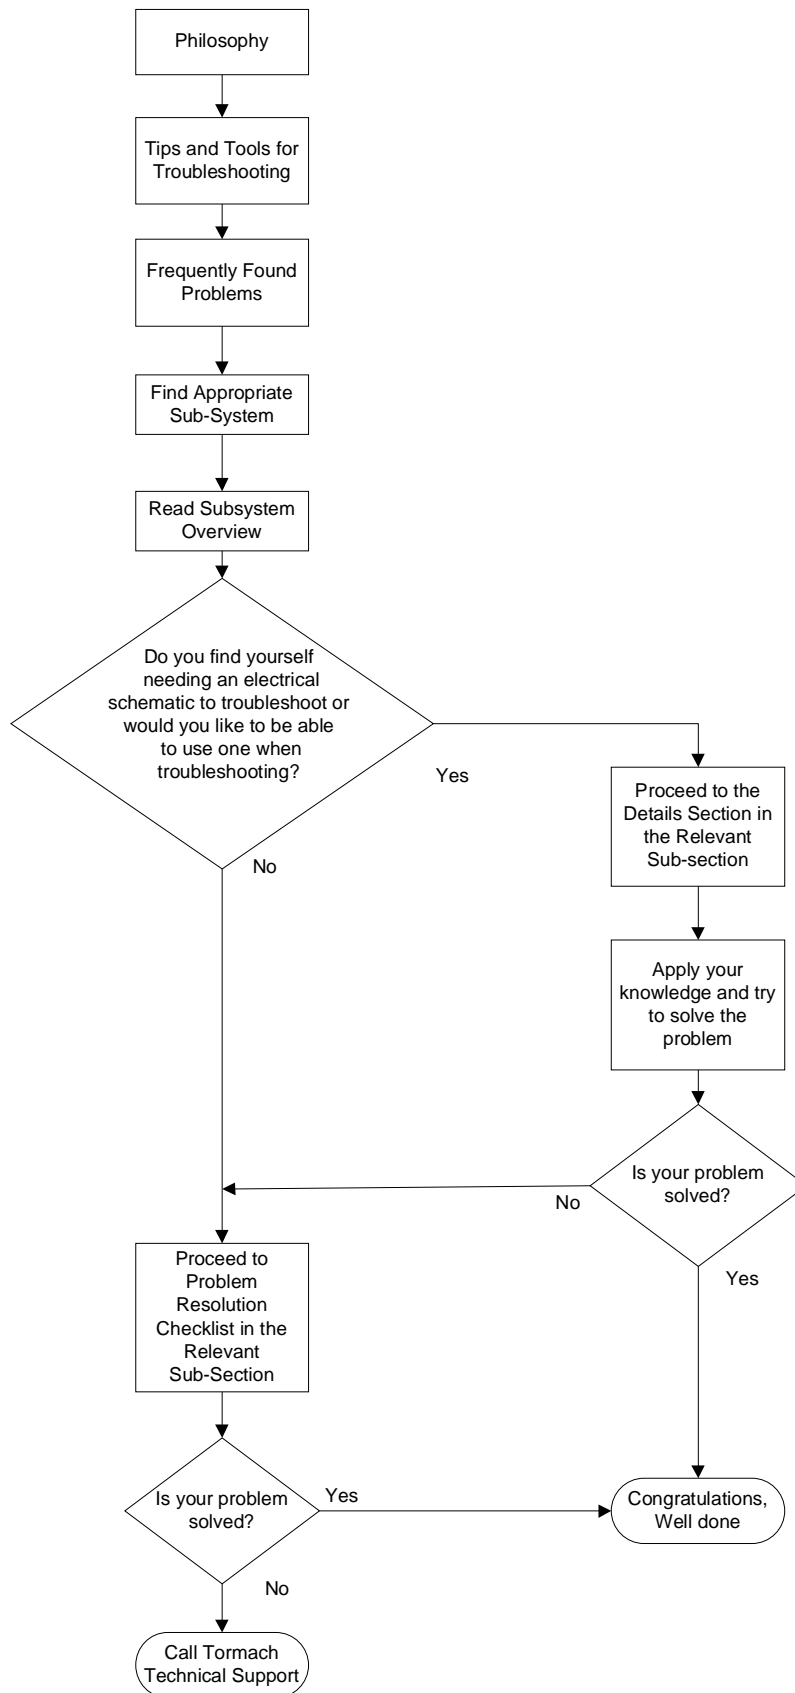 Philosophy
Tips and Tools for
Troubleshooting
Frequently Found
Problems
Find Appropriate
Sub-System
Read Subsystem
Overview
Do you find yourself
needing an electrical
schematic to troubleshoot or
would you like to be able
to use one when
troubleshooting?
Yes
No
Proceed to the
Details Section in
the Relevant
Sub-section
Apply your
knowledge and try
to solve the
problem
Is your problem
solved?
No
Yes
Proceed to
Problem
Resolution
Checklist in the
Relevant
Sub-Section
Is your problem
solved?
Yes
No
Congratulations,
Well done
Call Tormach
Technical Support